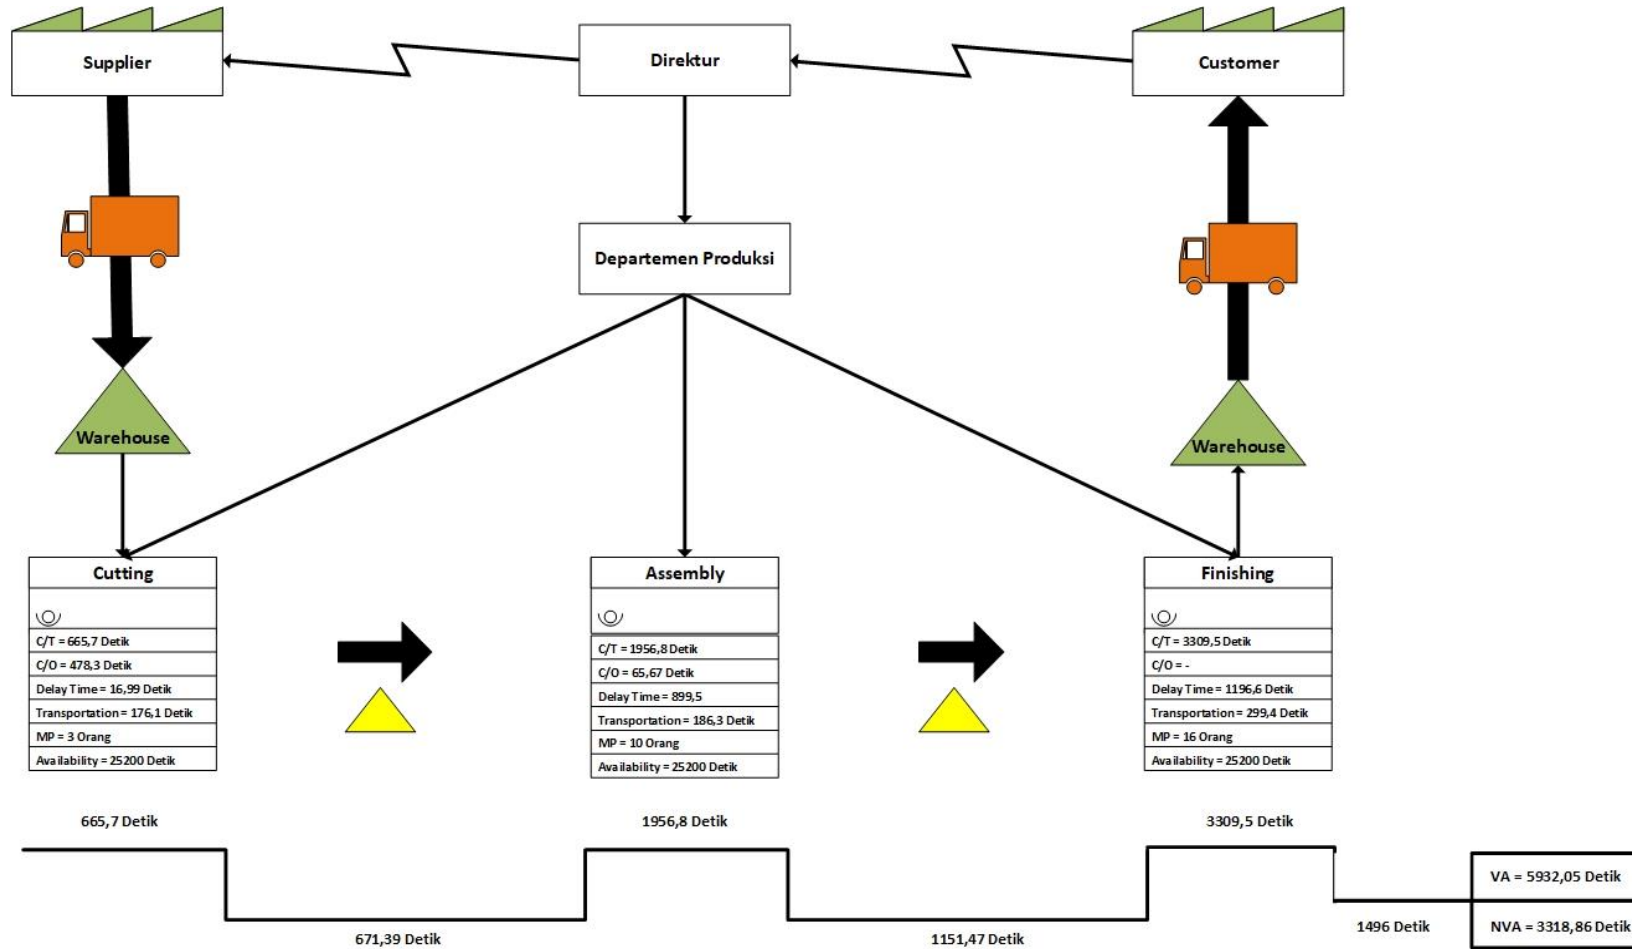 Supplier
Direktur
Customer
Departemen Produksi
Warehouse
Warehouse
Cutting
C/T = 665,7 Detik
C/O = 478,3 Detik
Delay Time = 16,99 Detik
Transportation = 176,1 Detik
MP = 3 Orang
Availability = 25200 Detik
Assembly
C/T = 1956,8 Detik
C/O = 65,67 Detik
Delay Time = 899,5
Transportation = 186,3 Detik
MP = 10 Orang
Availability = 25200 Detik
Finishing
C/T = 3309,5 Detik
C/O = -
Delay Time = 1196,6 Detik
Transportation = 299,4 Detik
MP = 16 Orang
Availability = 25200 Detik
665,7 Detik
1956,8 Detik
3309,5 Detik
671,39 Detik
1151,47 Detik
1496 Detik
VA = 5932,05 Detik
NVA = 3318,86 Detik